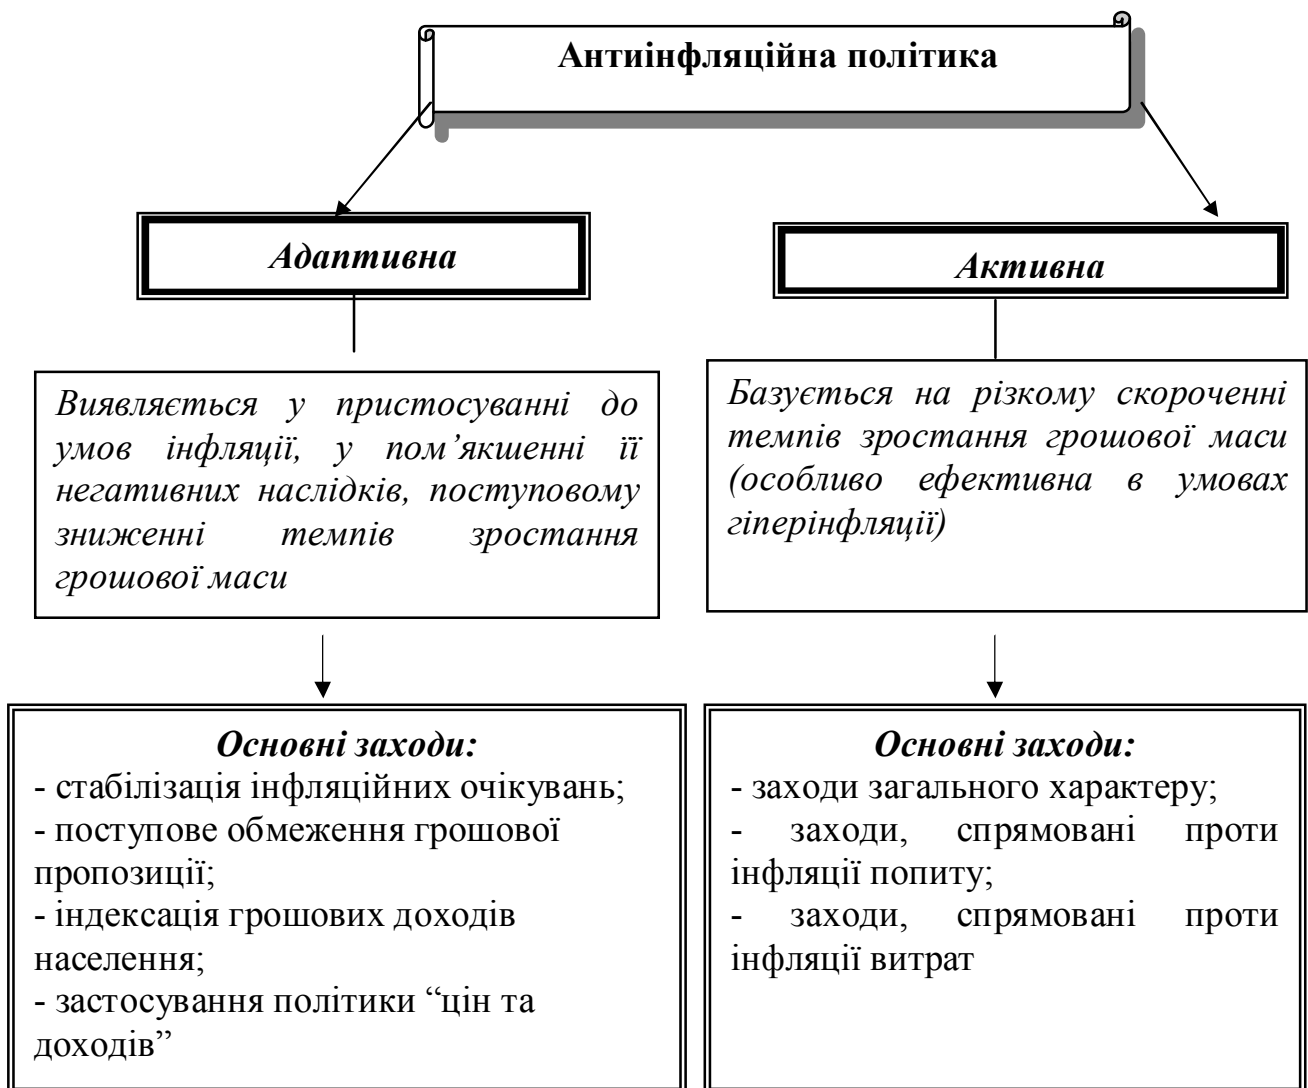 Антиінфляційна політика
Адаптивна
Виявляється у пристосуванні до
умов інфляції, у пом’якшенні її
негативних наслідків, поступовому
зниженні темпів зростання
грошової маси
Основні заходи:
- стабілізація інфляційних очікувань;
- поступове обмеження грошової
пропозиції;
- індексація грошових доходів
населення;
- застосування політики “цін та
доходів”
Активна
Базується на різкому скороченні
темпів зростання грошової маси
(особливо ефективна в умовах
гіперінфляції)
Основні заходи:
- заходи загального характеру;
- заходи, спрямовані проти
інфляції попиту;
- заходи, спрямовані проти
інфляції витрат